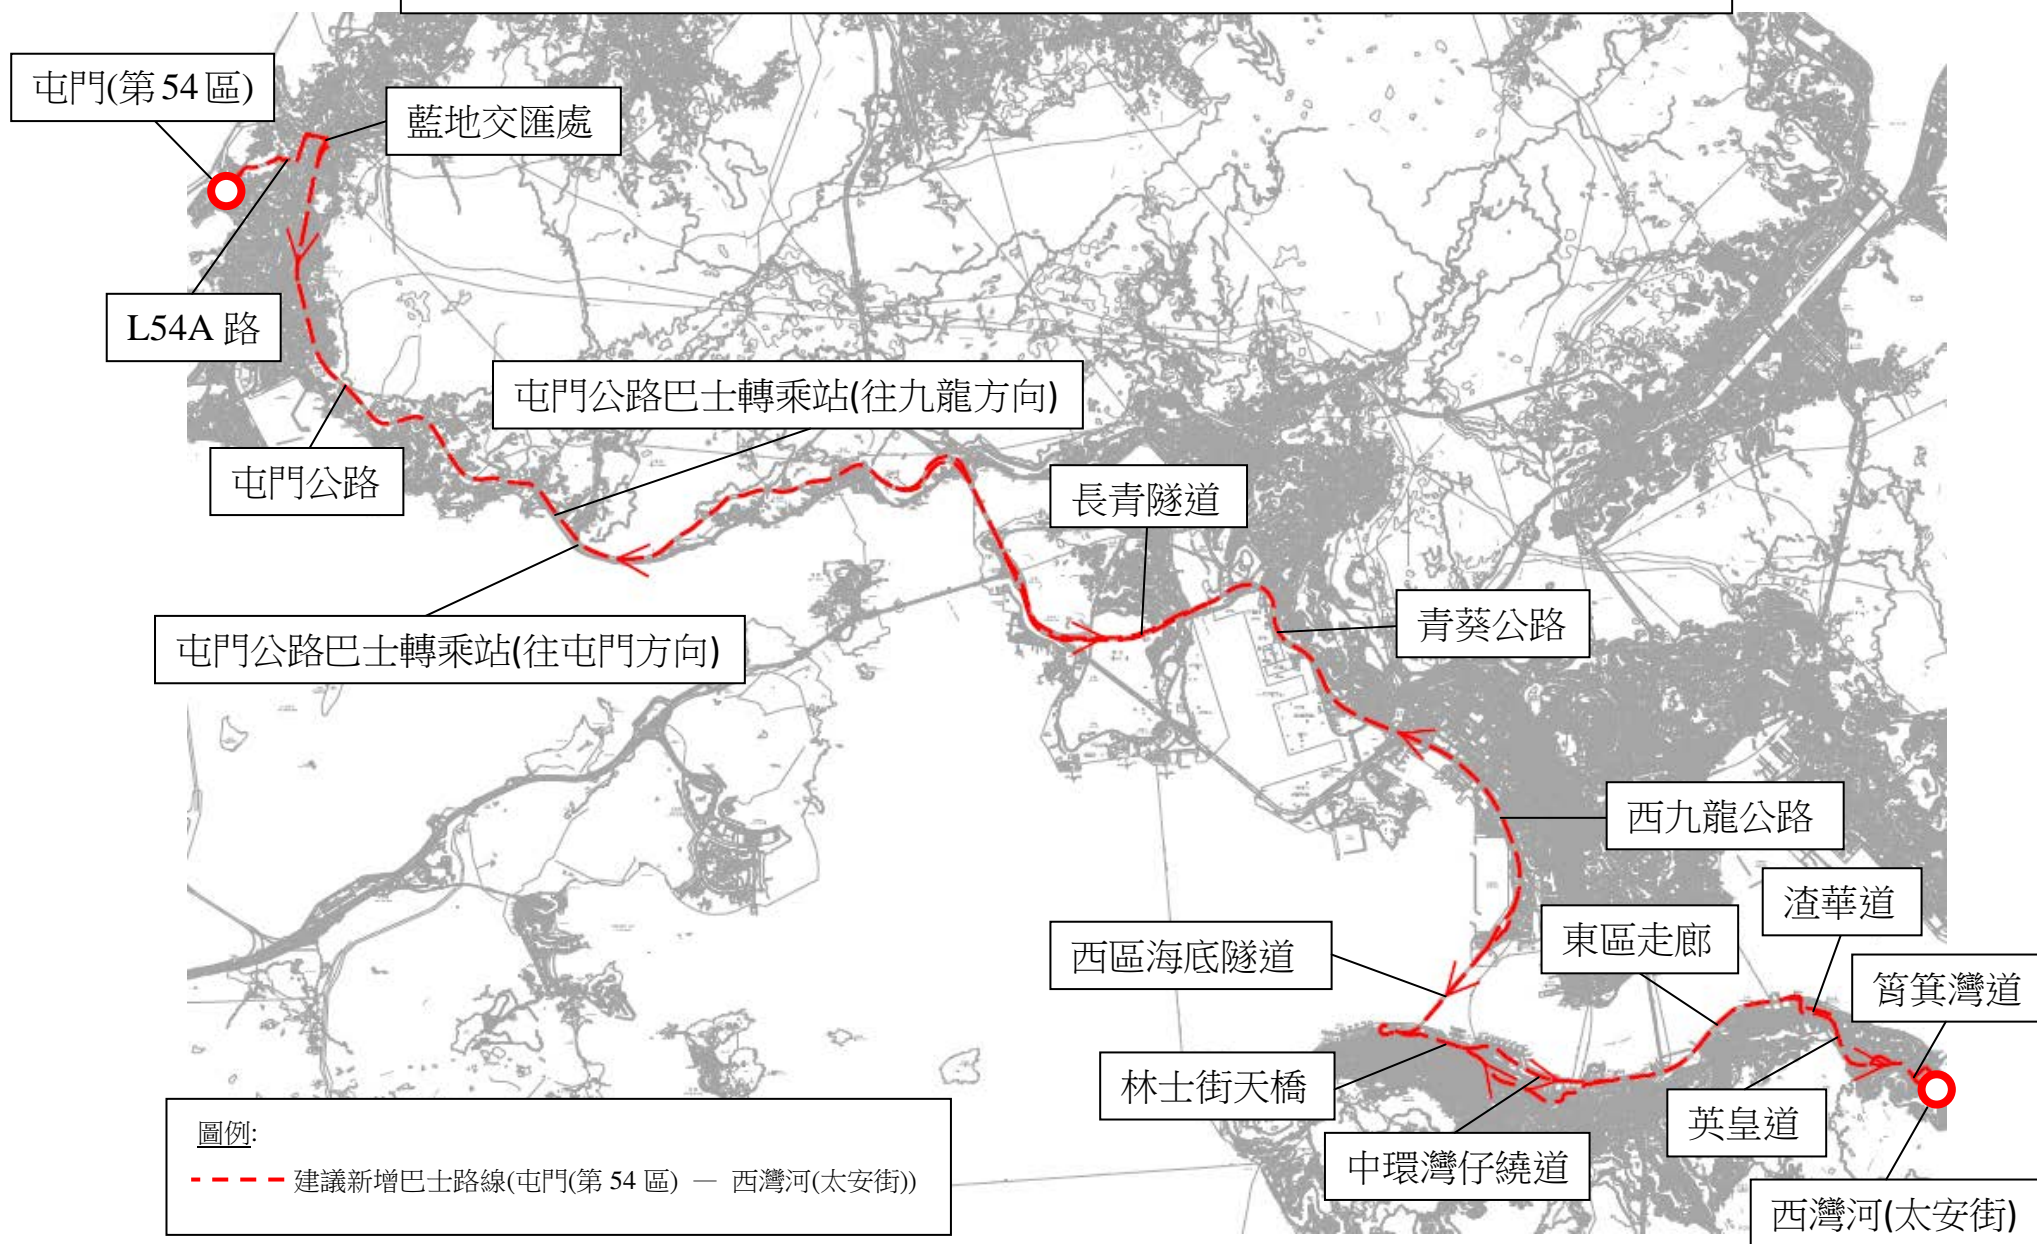 屯門(第54區)
藍地交匯處
L54A 路
屯門公路巴士轉乘站(往九龍方向)
屯門公路
長青隧道
青葵公路
屯門公路巴士轉乘站(往屯門方向)
西九龍公路
渣華道
東區走廊
西區海底隧道
筲箕灣道
林士街天橋
英皇道
中環灣仔繞道
西灣河(太安街)
圖例:
建議新增巴士路線(屯門(第 54 區) — 西灣河(太安街))